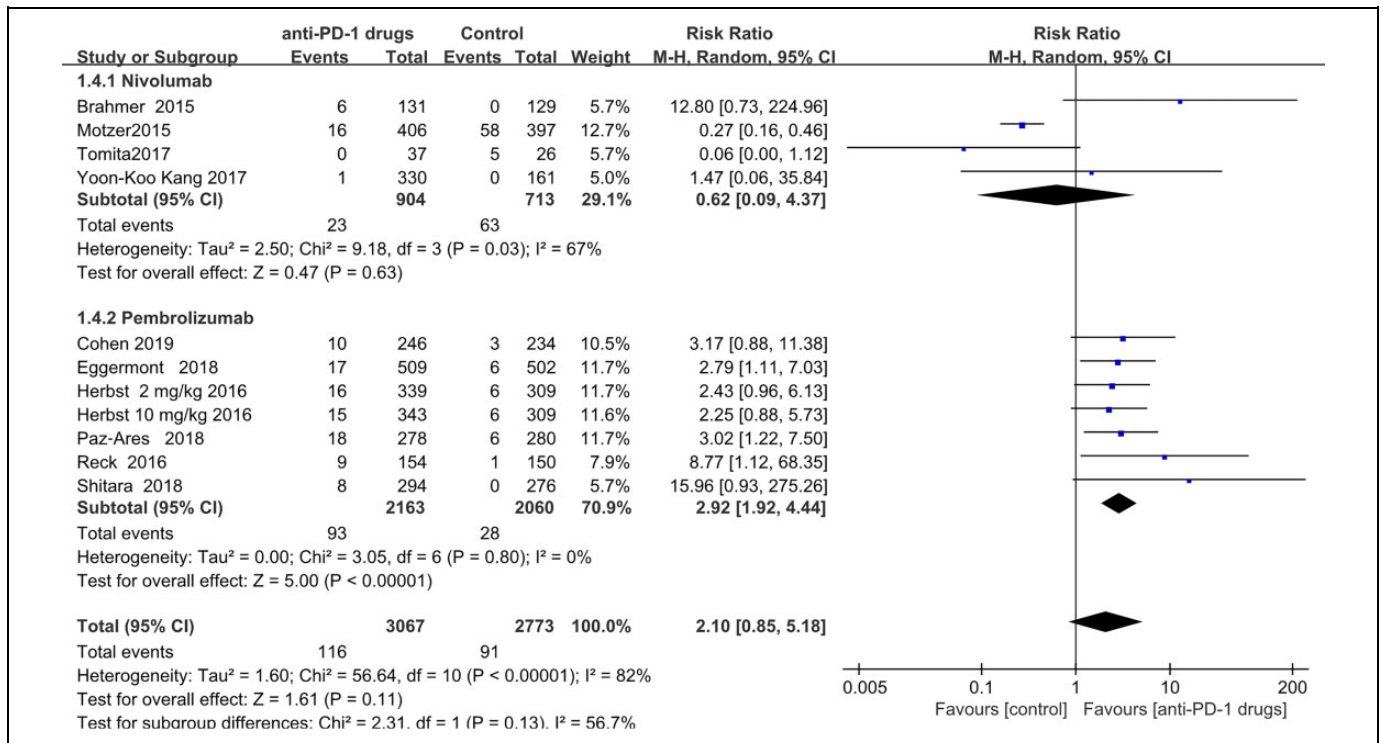 anti-PD-1 drugs Control Risk Ratio Risk Ratio
Study or Subgroup Events Total Events Total Weight M-H, Random, 95% CI M-H, Random, 95% CI
1.4.1 Nivolumab
Brahmer 2015 6 131 0 129 5.7% 12.80 [0.73, 224.96]
Motzer2015 16 406 58 397 12.7% 0.27 [0.16, 0.46]
Tomita2017 0 37 5 26 5.7% 0.06 [0.00, 1.12]
Yoon-Koo Kang 2017 1 330 0 161 5.0% 1.47 [0.06, 35.84]
Subtotal (95% CI) 904 713 29.1% 0.62 [0.09, 4.37]
Total events 23 63
Heterogeneity: Tau² = 2.50; Chi² = 9.18, df = 3 (P = 0.03); I² = 67%
Test for overall effect: Z = 0.47 (P = 0.63)
1.4.2 Pembrolizumab
Cohen 2019 10 246 3 234 10.5% 3.17 [0.88, 11.38]
Eggermont 2018 17 509 6 502 11.7% 2.79 [1.11, 7.03]
Herbst 2 mg/kg 2016 16 339 6 309 11.7% 2.43 [0.96, 6.13]
Herbst 10 mg/kg 2016 15 343 6 309 11.6% 2.25 [0.88, 5.73]
Paz-Ares 2018 18 278 6 280 11.7% 3.02 [1.22, 7.50]
Reck 2016 9 154 1 150 7.9% 8.77 [1.12, 68.35]
Shitara 2018 8 294 0 276 5.7% 15.96 [0.93, 275.26]
Subtotal (95% CI) 2163 2060 70.9% 2.92 [1.92, 4.44]
Total events 93 28
Heterogeneity: Tau² = 0.00; Chi² = 3.05, df = 6 (P = 0.80); I² = 0%
Test for overall effect: Z = 5.00 (P < 0.00001)
Total (95% CI) 3067 2773 100.0% 2.10 [0.85, 5.18]
Total events 116 91
Heterogeneity: Tau² = 1.60; Chi² = 56.64, df = 10 (P < 0.00001); I² = 82%
Test for overall effect: Z = 1.61 (P = 0.11)
Test for subgroup differences: Chi² = 2.31, df = 1 (P = 0.13), I² = 56.7%
0.005 0.1 1 10 200
Favours [control] Favours [anti-PD-1 drugs]